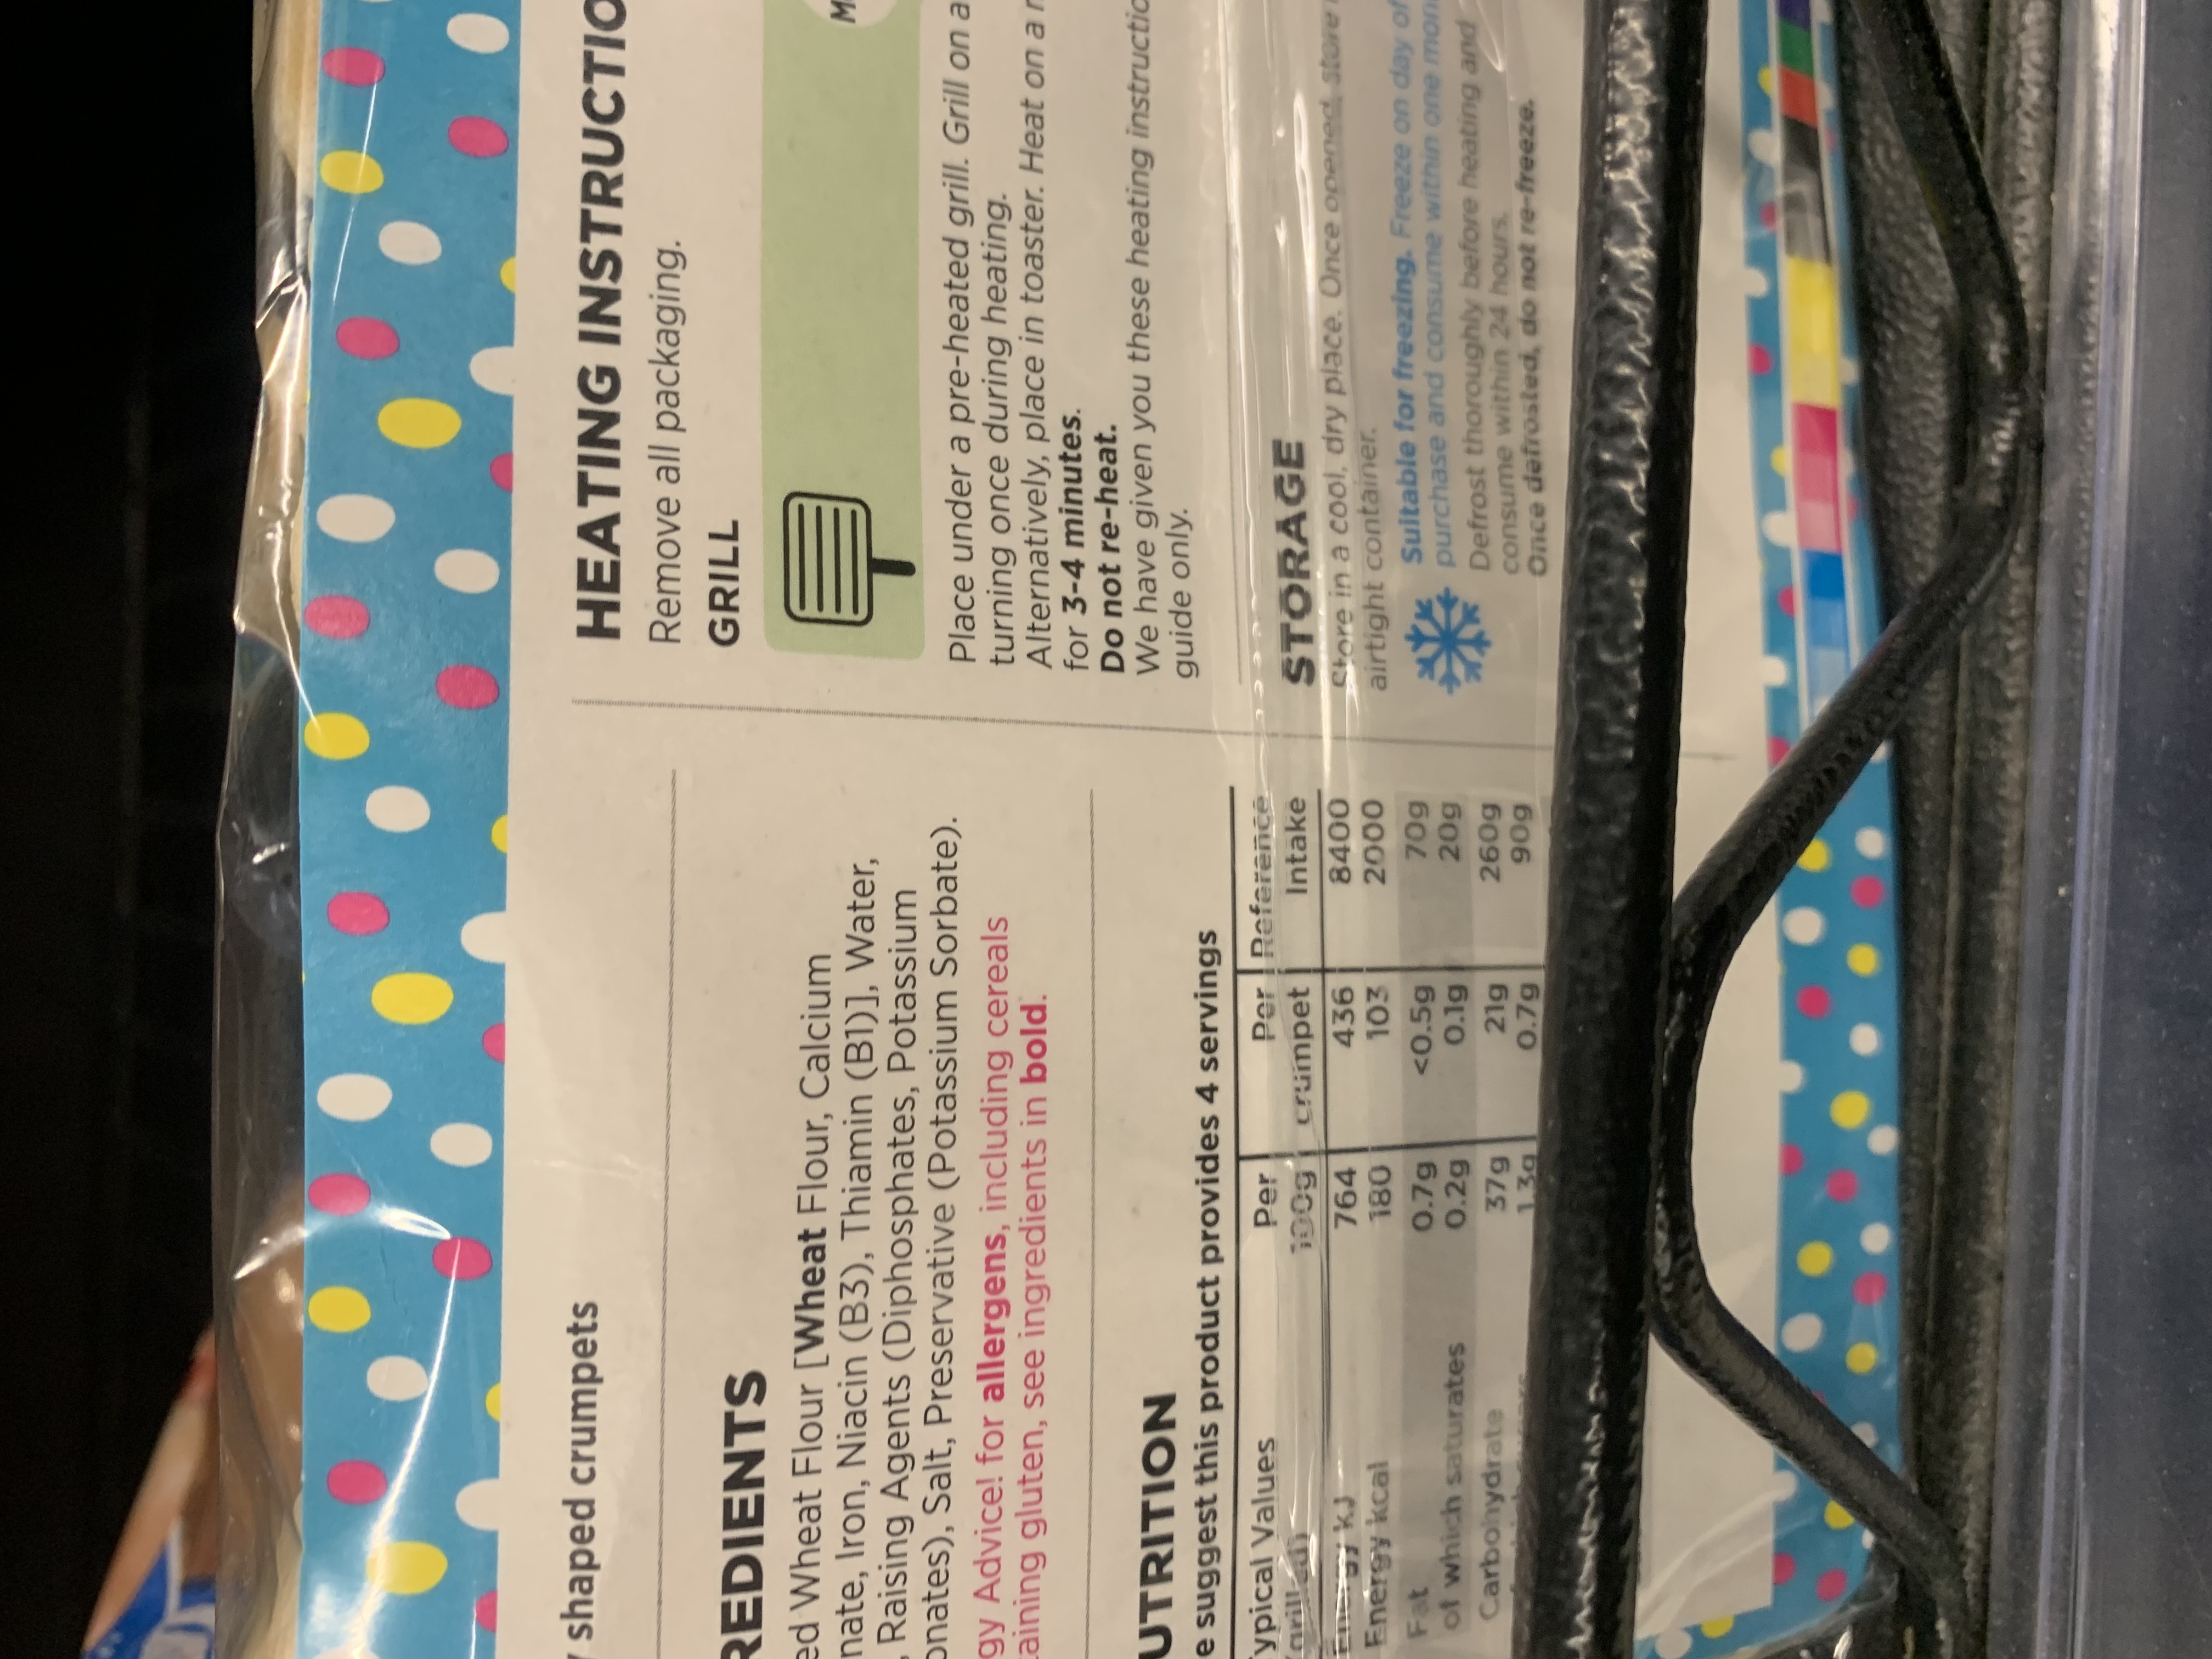 shaped crumpets
REDIENTS
ed Wheat Flour [Wheat Flour, Calcium
nate, Iron, Niacin (B3), Thiamin (B1)], Water,
, Raising Agents (Diphosphates, Potassium
onates), Salt, Preservative (Potassium Sorbate).
gy Advice! for allergens, including cereals
aining gluten, see ingredients in bold.
UTRITION
e suggest this product provides 4 servings
ypical Values Per Per Reference
(grilled) 100g crumpet Intake
Energy kJ 764 436 8400
Energy kcal 180 103 2000
Fat 0.7g <0.5g 70g
of which saturates 0.2g 0.1g 20g
Carbohydrate 37g 21g 260g
1.3g 0.7g 90g
HEATING INSTRUCTIO
Remove all packaging.
GRILL
M
Place under a pre-heated grill. Grill on a
turning once during heating.
Alternatively, place in toaster. Heat on a
for 3-4 minutes.
Do not re-heat.
We have given you these heating instructio
guide only.
STORAGE
Store in a cool, dry place. Once opened, store
airtight container.
Suitable for freezing. Freeze on day of
purchase and consume within one mon
Defrost thoroughly before heating and
consume within 24 hours.
Once defrosted, do not re-freeze.